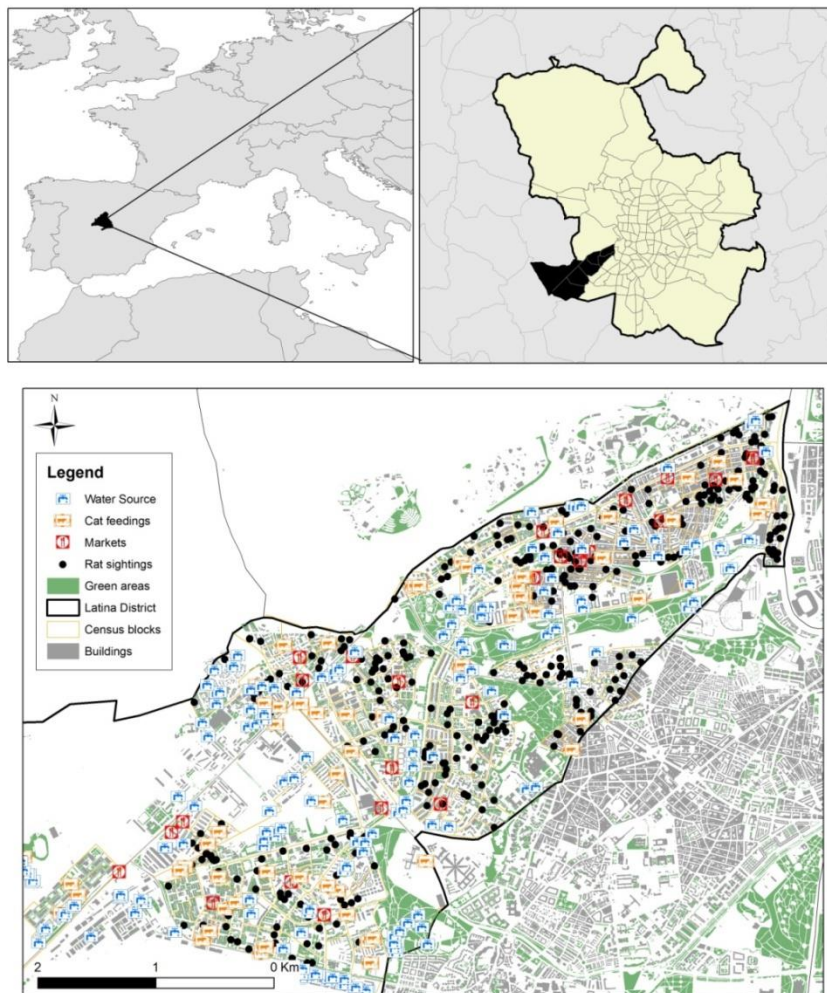 N
Legend
Water Source
Cat feedings
Markets
Rat sightings
Green areas
Latina District
Census blocks
Buildings
2 1 0 Km